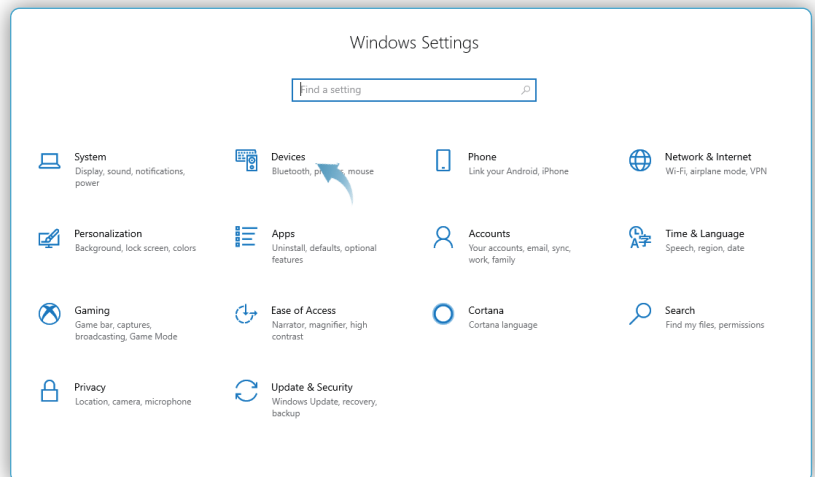 Windows Settings
Find a setting
System
Display, sound, notifications,
power
Devices
Bluetooth, mouse
Phone
Link your Android, iPhone
Network & Internet
Wi-Fi, airplane mode, VPN
Personalization
Background, lock screen, colors
Apps
Uninstall, defaults, optional
features
Accounts
Your accounts, email, sync,
work, family
Time & Language
Speech, region, date
Gaming
Game bar, captures,
broadcasting, Game Mode
Ease of Access
Narrator, magnifier, high
contrast
Cortana
Cortana language
Search
Find my files, permissions
Privacy
Location, camera, microphone
Update & Security
Windows Update, recovery,
backup